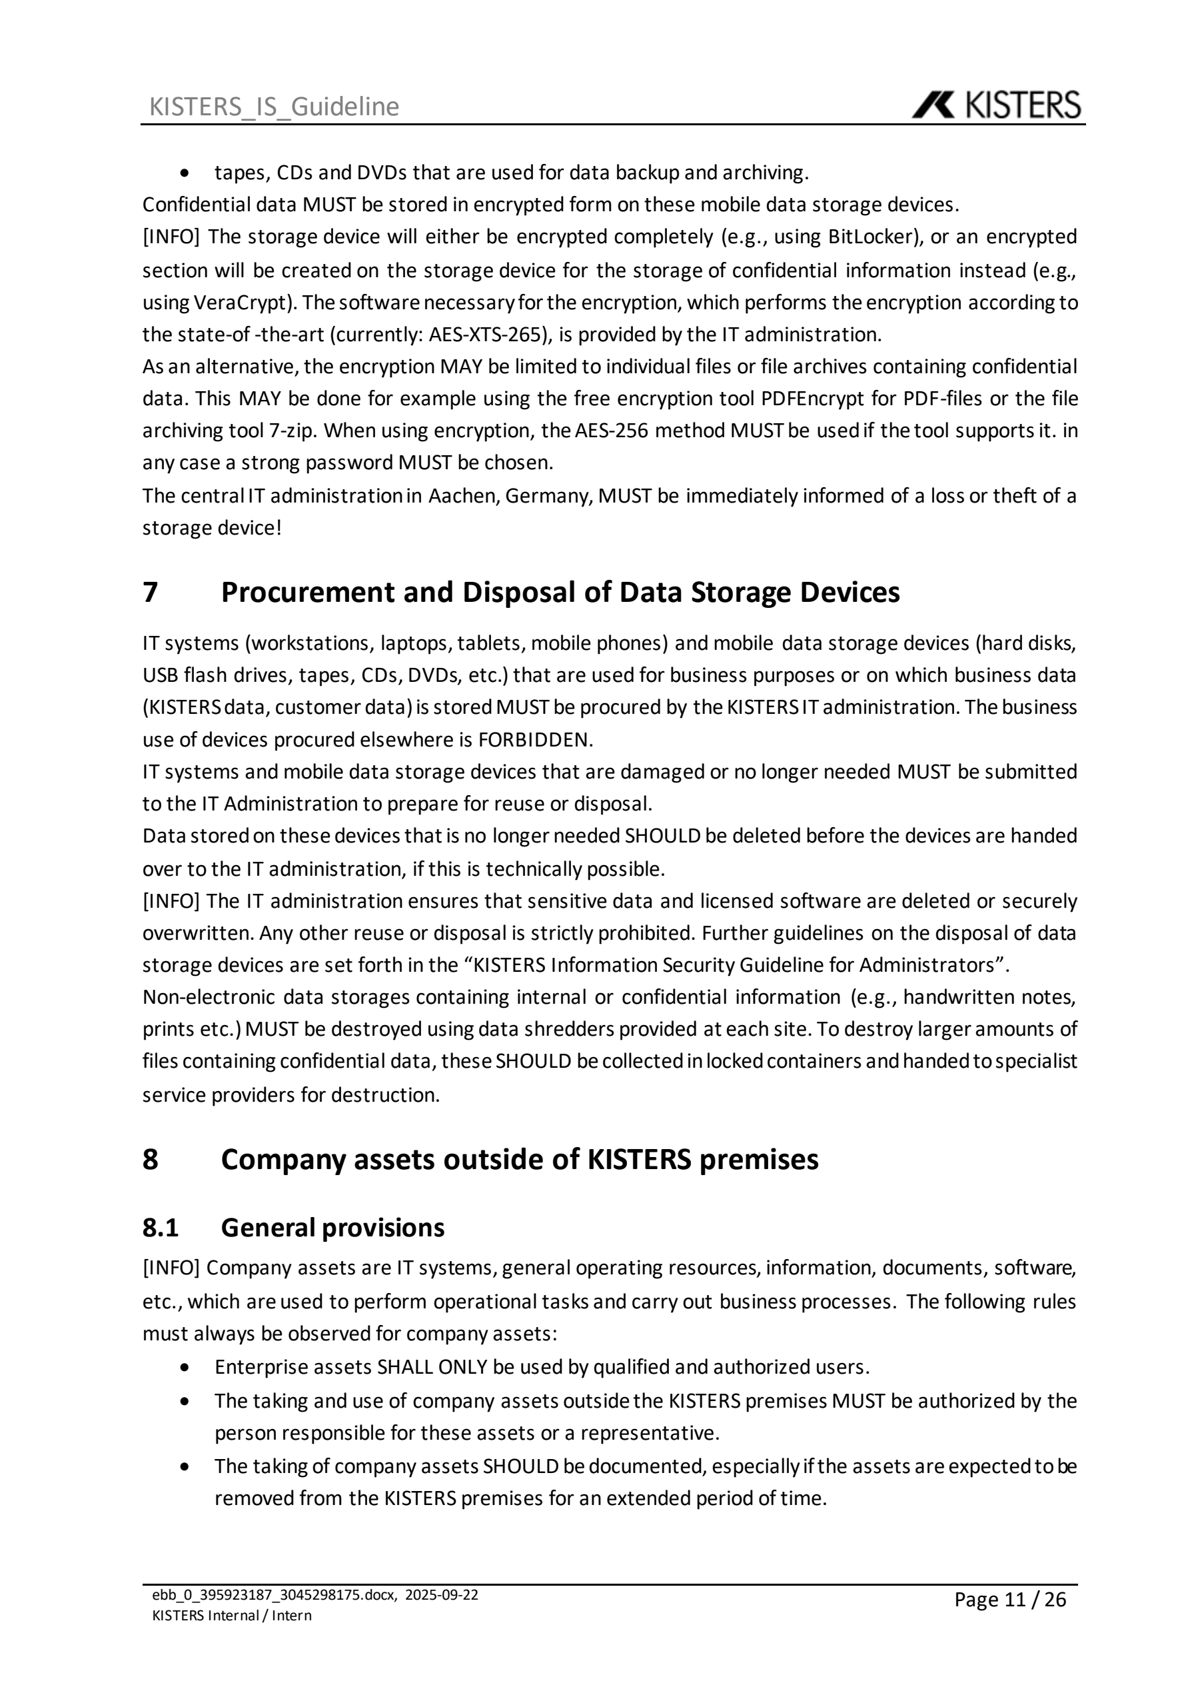 KISTERS_IS_Guideline
KISTERS
• tapes, CDs and DVDs that are used for data backup and archiving.
Confidential data MUST be stored in encrypted form on these mobile data storage devices.
[INFO] The storage device will either be encrypted completely (e.g., using BitLocker), or an encrypted
section will be created on the storage device for the storage of confidential information instead (e.g.,
using VeraCrypt). The software necessary for the encryption, which performs the encryption according to
the state-of -the-art (currently: AES-XTS-265), is provided by the IT administration.
As an alternative, the encryption MAY be limited to individual files or file archives containing confidential
data. This MAY be done for example using the free encryption tool PDFEncrypt for PDF-files or the file
archiving tool 7-zip. When using encryption, the AES-256 method MUST be used if the tool supports it. in
any case a strong password MUST be chosen.
The central IT administration in Aachen, Germany, MUST be immediately informed of a loss or theft of a
storage device!
7 Procurement and Disposal of Data Storage Devices
IT systems (workstations, laptops, tablets, mobile phones) and mobile data storage devices (hard disks,
USB flash drives, tapes, CDs, DVDs, etc.) that are used for business purposes or on which business data
(KISTERS data, customer data) is stored MUST be procured by the KISTERS IT administration. The business
use of devices procured elsewhere is FORBIDDEN.
IT systems and mobile data storage devices that are damaged or no longer needed MUST be submitted
to the IT Administration to prepare for reuse or disposal.
Data stored on these devices that is no longer needed SHOULD be deleted before the devices are handed
over to the IT administration, if this is technically possible.
[INFO] The IT administration ensures that sensitive data and licensed software are deleted or securely
overwritten. Any other reuse or disposal is strictly prohibited. Further guidelines on the disposal of data
storage devices are set forth in the “KISTERS Information Security Guideline for Administrators”.
Non-electronic data storages containing internal or confidential information (e.g., handwritten notes,
prints etc.) MUST be destroyed using data shredders provided at each site. To destroy larger amounts of
files containing confidential data, these SHOULD be collected in locked containers and handed to specialist
service providers for destruction.
8 Company assets outside of KISTERS premises
8.1 General provisions
[INFO] Company assets are IT systems, general operating resources, information, documents, software,
etc., which are used to perform operational tasks and carry out business processes. The following rules
must always be observed for company assets:
• Enterprise assets SHALL ONLY be used by qualified and authorized users.
• The taking and use of company assets outside the KISTERS premises MUST be authorized by the
person responsible for these assets or a representative.
• The taking of company assets SHOULD be documented, especially if the assets are expected to be
removed from the KISTERS premises for an extended period of time.
ebb_0_395923187_3045298175.docx, 2025-09-22
Page 11 / 26
KISTERS Internal / Intern